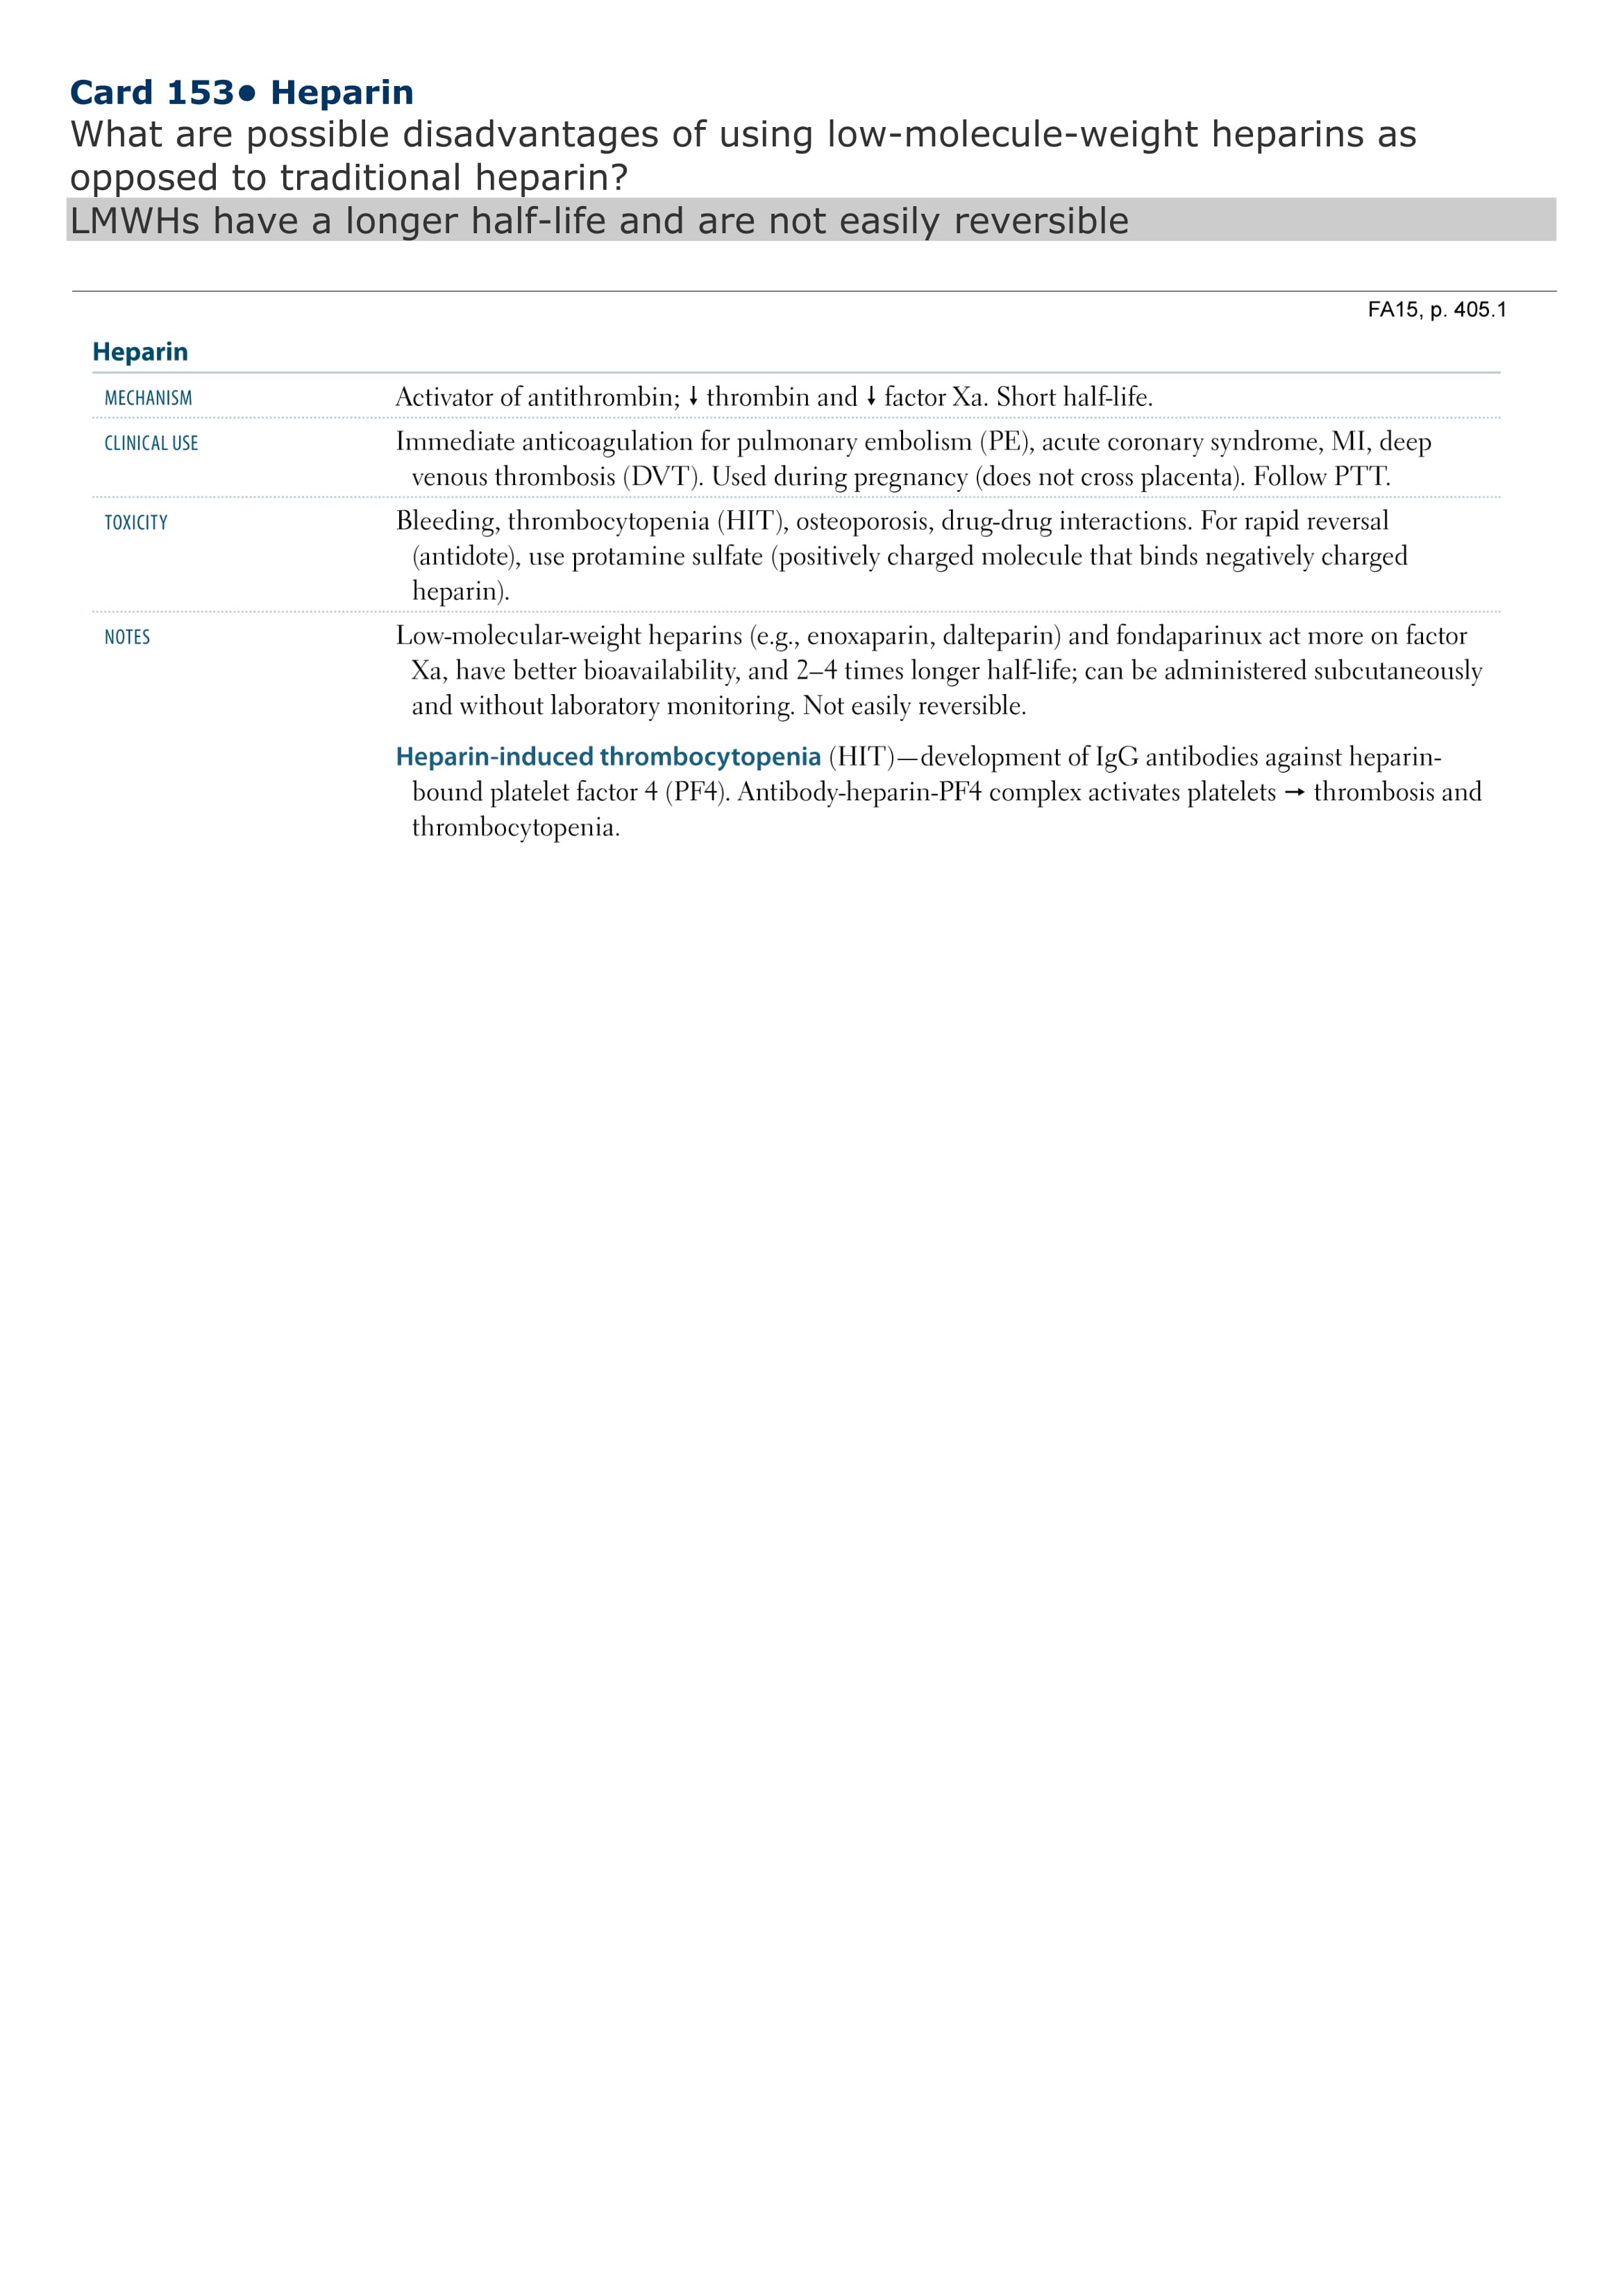 Card 153• Heparin
What are possible disadvantages of using low-molecule-weight heparins as
opposed to traditional heparin?
LMWHs have a longer half-life and are not easily reversible
FA15, p. 405.1
Heparin
MECHANISM Activator of antithrombin; ↓ thrombin and ↓ factor Xa. Short half-life.
CLINICAL USE Immediate anticoagulation for pulmonary embolism (PE), acute coronary syndrome, MI, deep
venous thrombosis (DVT). Used during pregnancy (does not cross placenta). Follow PTT.
TOXICITY Bleeding, thrombocytopenia (HIT), osteoporosis, drug-drug interactions. For rapid reversal
(antidote), use protamine sulfate (positively charged molecule that binds negatively charged
heparin).
NOTES Low-molecular-weight heparins (e.g., enoxaparin, dalteparin) and fondaparinux act more on factor
Xa, have better bioavailability, and 2–4 times longer half-life; can be administered subcutaneously
and without laboratory monitoring. Not easily reversible.
Heparin-induced thrombocytopenia (HIT)—development of IgG antibodies against heparin-
bound platelet factor 4 (PF4). Antibody-heparin-PF4 complex activates platelets → thrombosis and
thrombocytopenia.